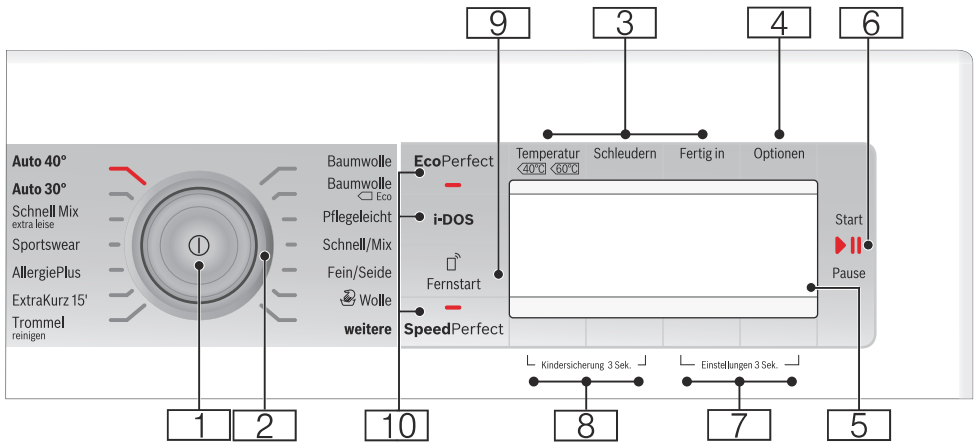 9
3
4
6
Auto 40°
Auto 30°
Schnell Mix
extra leise
Sportswear
AllergiePlus
ExtraKurz 15'
Trommel
reinigen
Baumwolle
Baumwolle
Eco
Pflegeleicht
Schnell/Mix
Fein/Seide
Wolle
weitere
EcoPerfect
i-DOS
Fernstart
SpeedPerfect
Temperatur
40°C 60°C
Schleudern
Fertig in
Optionen
Start
Pause
Kindersicherung 3 Sek.
Einstellungen 3 Sek.
1
2
10
8
7
5